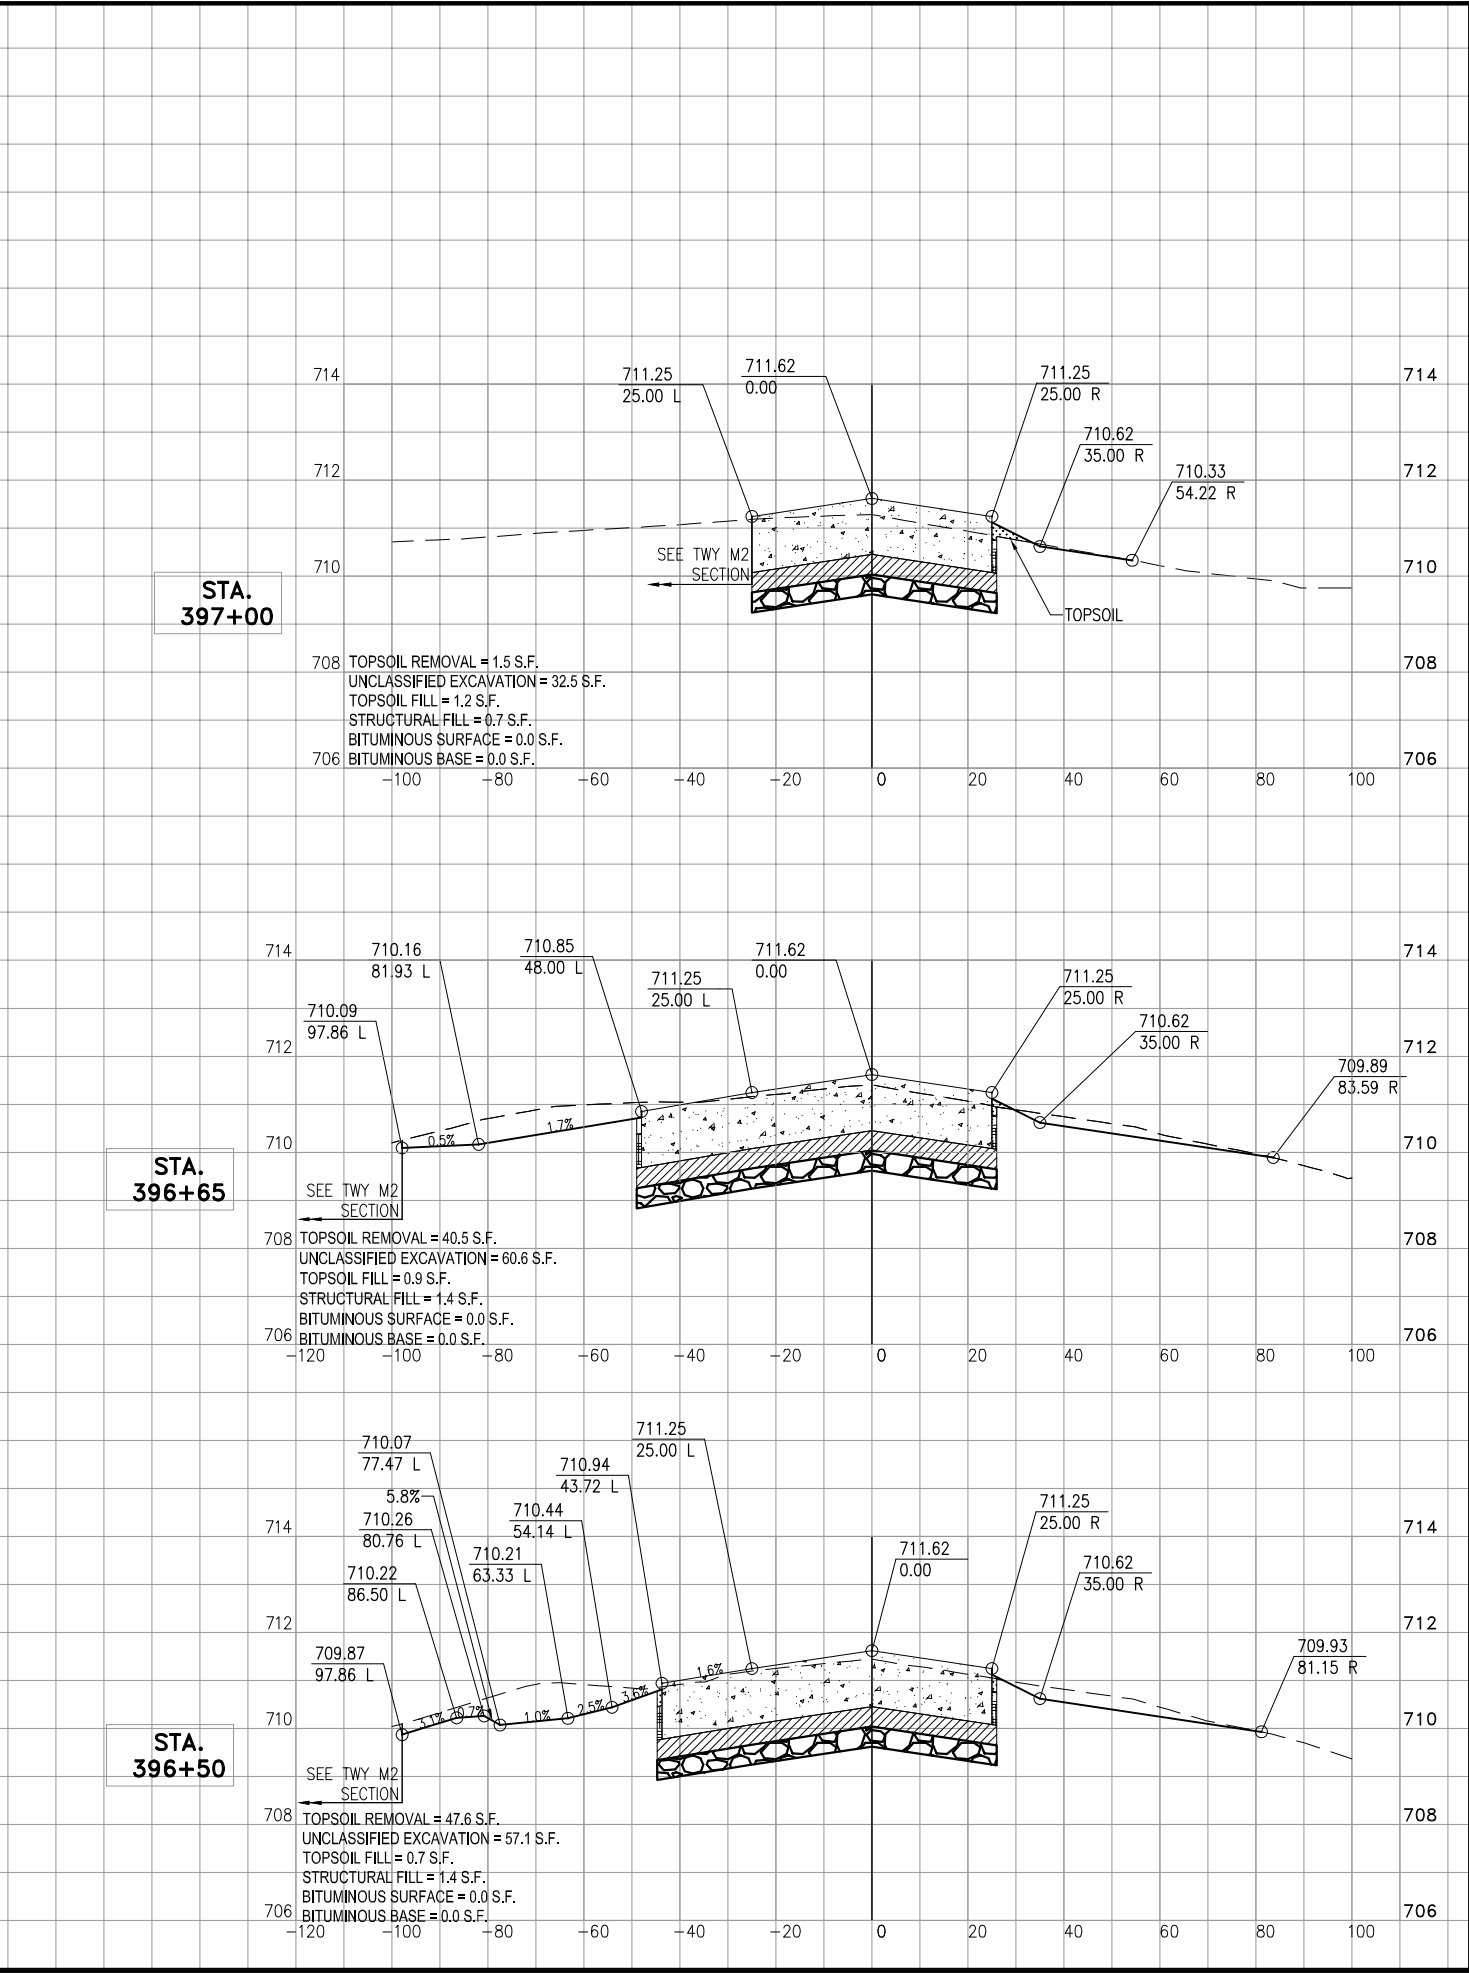 711.25
25.00 L
711.62
0.00
711.25
25.00 R
710.62
35.00 R
710.33
54.22 R
714
714
712
712
SEE TWY M2
SECTION
710
710
TOPSOIL
STA.
397+00
708
708
TOPSOIL REMOVAL = 1.5 S.F.
UNCLASSIFIED EXCAVATION = 32.5 S.F.
TOPSOIL FILL = 1.2 S.F.
STRUCTURAL FILL = 0.7 S.F.
BITUMINOUS SURFACE = 0.0 S.F.
BITUMINOUS BASE = 0.0 S.F.
706
706
-100 -80 -60 -40 -20 0 20 40 60 80 100
714
714
710.16
81.93 L
710.85
48.00 L
711.25
25.00 L
711.62
0.00
711.25
25.00 R
710.62
35.00 R
709.89
83.59 R
710.09
97.86 L
712
712
0.5%
1.7%
710
710
STA.
396+65
SEE TWY M2
SECTION
708
708
TOPSOIL REMOVAL = 40.5 S.F.
UNCLASSIFIED EXCAVATION = 60.6 S.F.
TOPSOIL FILL = 0.9 S.F.
STRUCTURAL FILL = 1.4 S.F.
BITUMINOUS SURFACE = 0.0 S.F.
BITUMINOUS BASE = 0.0 S.F.
706
706
-120 -100 -80 -60 -40 -20 0 20 40 60 80 100
711.25
25.00 L
710.07
77.47 L
710.94
43.72 L
5.8%
710.26
80.76 L
710.44
54.14 L
711.25
25.00 R
714
714
710.21
63.33 L
711.62
0.00
710.62
35.00 R
710.22
86.50 L
712
712
709.87
97.86 L
709.93
81.15 R
3.1%
0.7%
1.0%
2.5%
3.6%
1.6%
710
710
STA.
396+50
SEE TWY M2
SECTION
708
708
TOPSOIL REMOVAL = 47.6 S.F.
UNCLASSIFIED EXCAVATION = 57.1 S.F.
TOPSOIL FILL = 0.7 S.F.
STRUCTURAL FILL = 1.4 S.F.
BITUMINOUS SURFACE = 0.0 S.F.
BITUMINOUS BASE = 0.0 S.F.
706
706
-120 -100 -80 -60 -40 -20 0 20 40 60 80 100